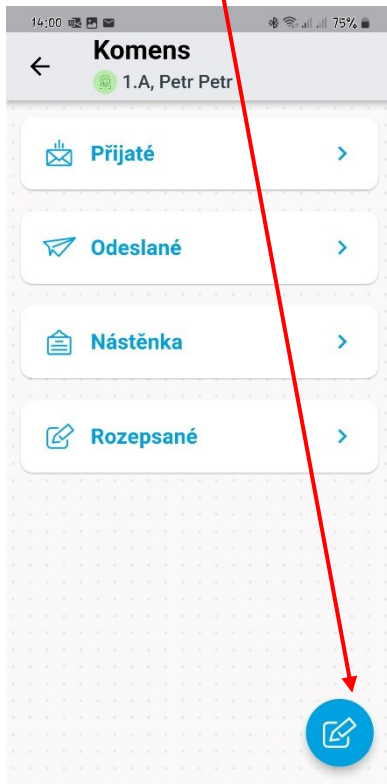 14:00 75%
Komens
1.A, Petr Petr
Přijaté
Odeslané
Nástěnka
Rozepsané